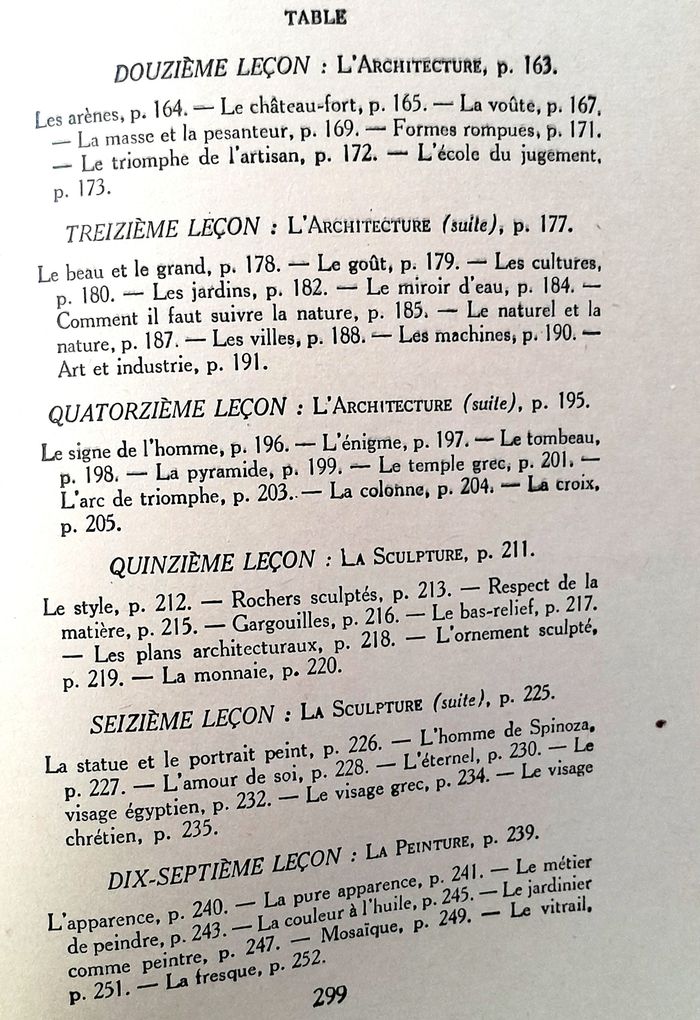 TABLE
DOUZIÈME LEÇON : L'ARCHITECTURE, p. 163.
Les arènes, p. 164. — Le château-fort, p. 165. — La voûte, p. 167,
— La masse et la pesanteur, p. 169. — Formes rompues, p. 171.
— Le triomphe de l'artisan, p. 172. — L'école du jugement,
p. 173.
TREIZIÈME LEÇON : L'ARCHITECTURE (suite), p. 177.
Le beau et le grand, p. 178. — Le goût, p. 179. — Les cultures,
p. 180. — Les jardins, p. 182. — Le miroir d'eau, p. 184. —
Comment il faut suivre la nature, p. 185. — Le naturel et la
nature, p. 187. — Les villes, p. 188. — Les machines, p. 190. —
Art et industrie, p. 191.
QUATORZIÈME LEÇON : L'ARCHITECTURE (suite), p. 195.
Le signe de l'homme, p. 196. — L'énigme, p. 197. — Le tombeau,
p. 198. — La pyramide, p. 199. — Le temple grec, p. 201. —
L'arc de triomphe, p. 203. — La colonne, p. 204. — La croix,
p. 205.
QUINZIÈME LEÇON : LA SCULPTURE, p. 211.
Le style, p. 212. — Rochers sculptés, p. 213. — Respect de la
matière, p. 215. — Gargouilles, p. 216. — Le bas-relief, p. 217.
— Les plans architecturaux, p. 218. — L'ornement sculpté,
p. 219. — La monnaie, p. 220.
SEIZIÈME LEÇON : LA SCULPTURE (suite), p. 225.
La statue et le portrait peint, p. 226. — L'homme de Spinoza,
p. 227. — L'amour de soi, p. 228. — L'éternel, p. 230. — Le
visage égyptien, p. 232. — Le visage grec, p. 234. — Le visage
chrétien, p. 235.
DIX-SEPTIÈME LEÇON : LA PEINTURE, p. 239.
L'apparence, p. 240. — La pure apparence, p. 241. — Le métier
de peindre, p. 243. — La couleur à l'huile, p. 245. — Le jardinier
comme peintre, p. 247. — Mosaïque, p. 249. — Le vitrail,
p. 251. — La fresque, p. 252.
299